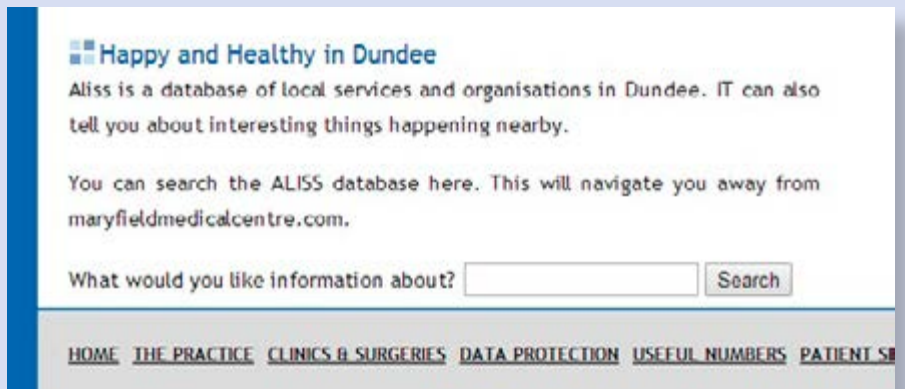 Happy and Healthy in Dundee
Aliss is a database of local services and organisations in Dundee. IT can also
tell you about interesting things happening nearby.
You can search the ALISS database here. This will navigate you away from
maryfieldmedicalcentre.com.
What would you like information about? Search
HOME THE PRACTICE CLINICS & SURGERIES DATA PROTECTION USEFUL NUMBERS PATIENT